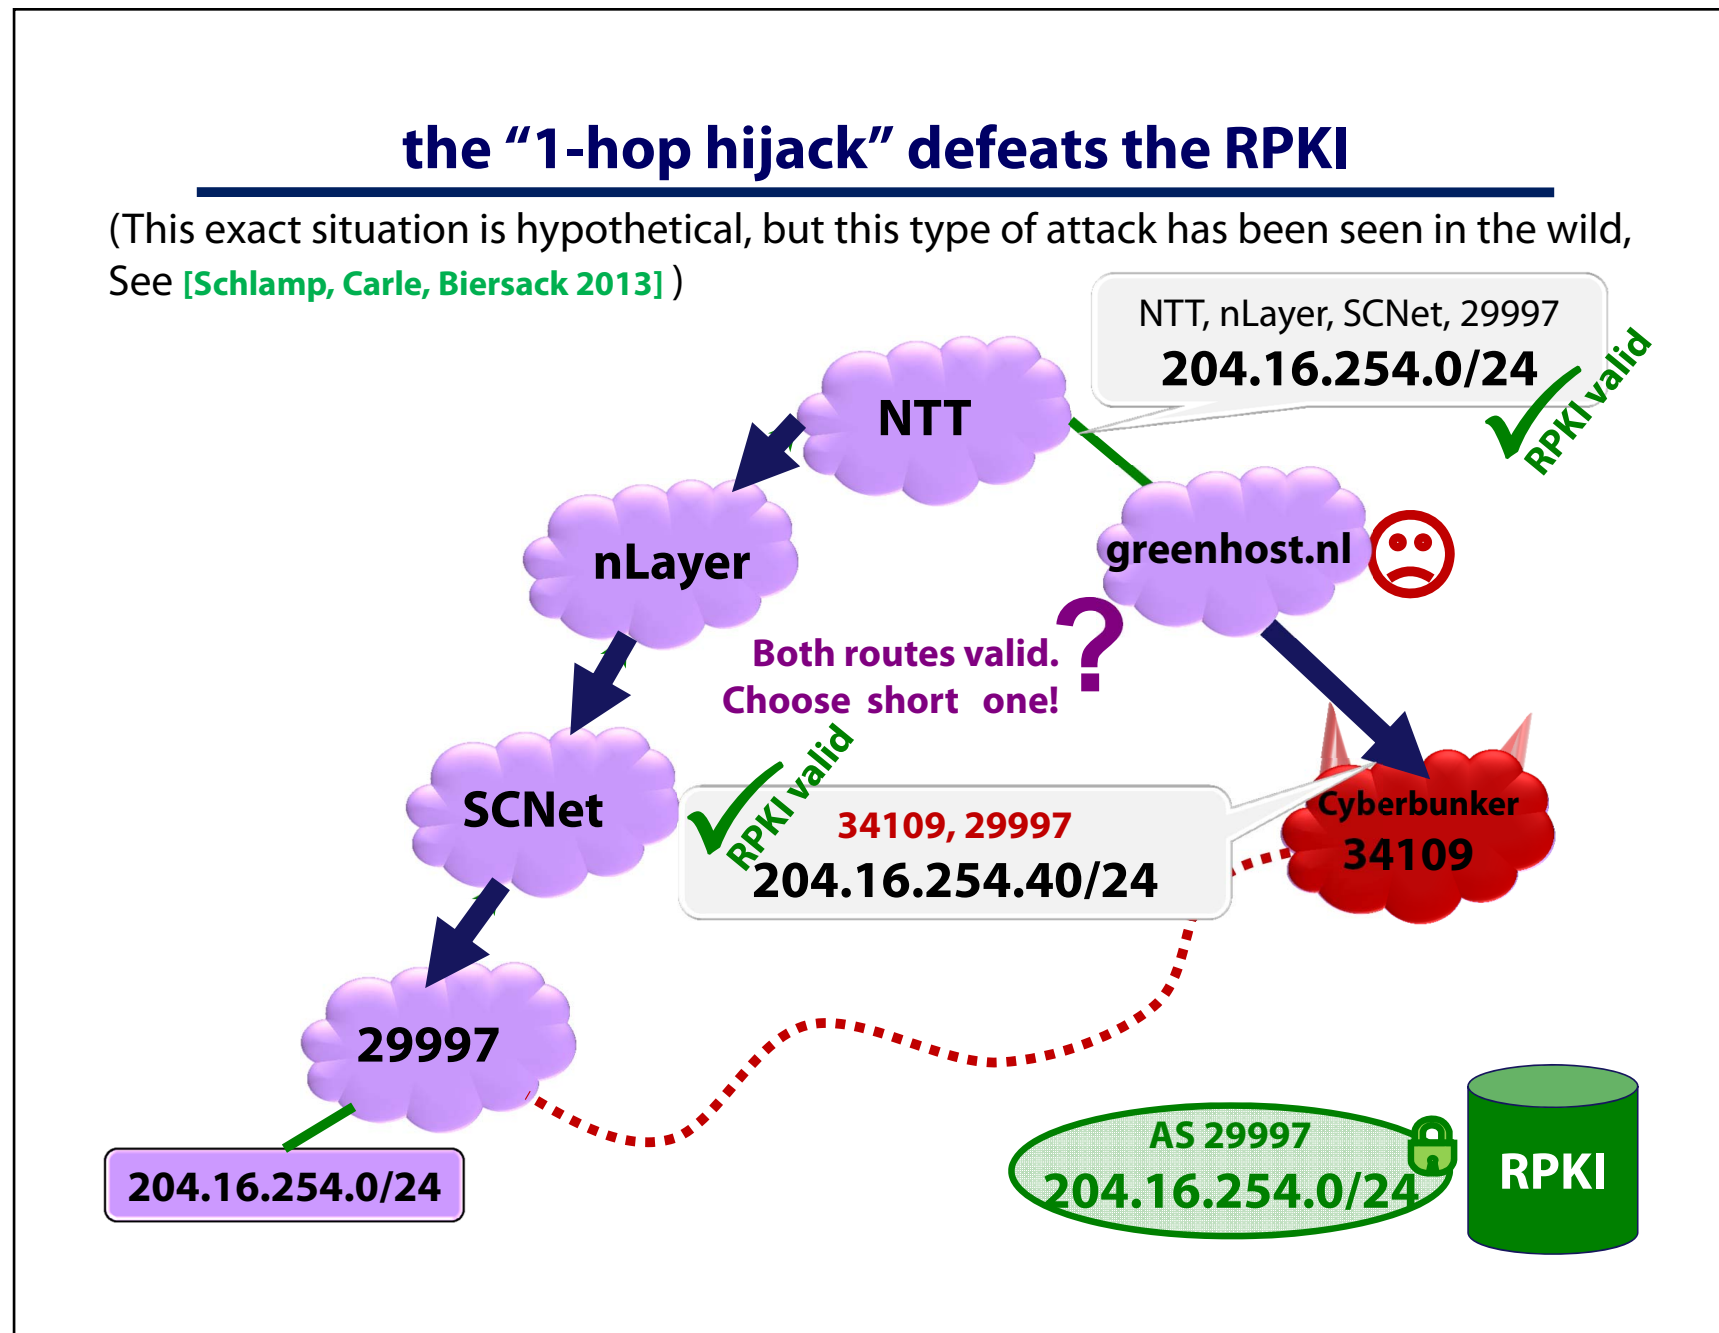 the “1-hop hijack” defeats the RPKI
(This exact situation is hypothetical, but this type of attack has been seen in the wild,
See [Schlamp, Carle, Biersack 2013] )
NTT, nLayer, SCNet, 29997
204.16.254.0/24
RPKI valid
NTT
nLayer
greenhost.nl
Both routes valid.
Choose short one!
?
RPKI valid
SCNet
34109, 29997
204.16.254.40/24
Cyberbunker
34109
29997
204.16.254.0/24
AS 29997
204.16.254.0/24
RPKI